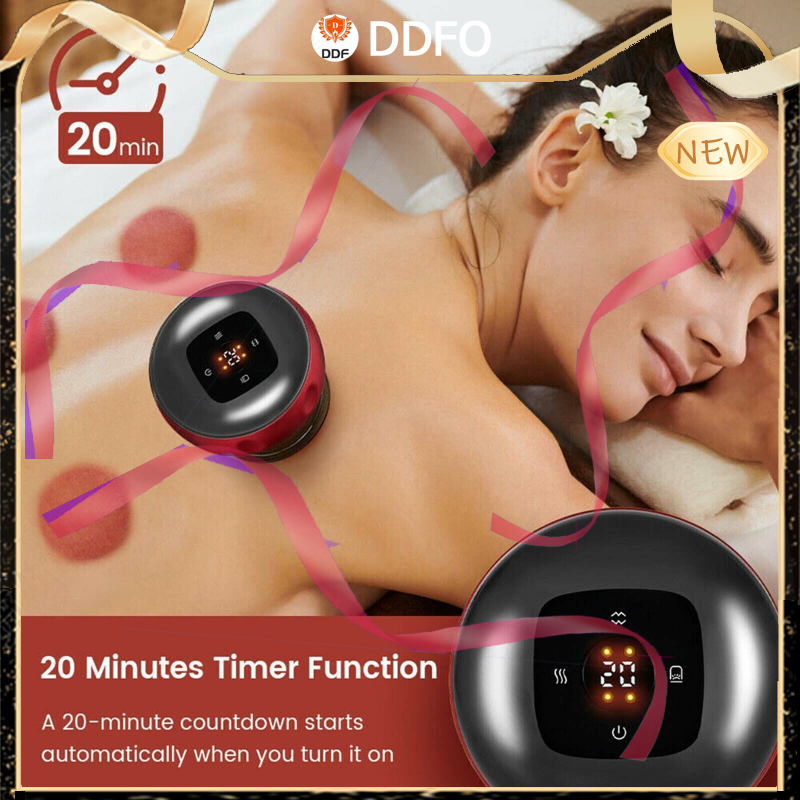 DDF
DDFO
20min
NEW
20
20 Minutes Timer Function
A 20-minute countdown starts
automatically when you turn it on